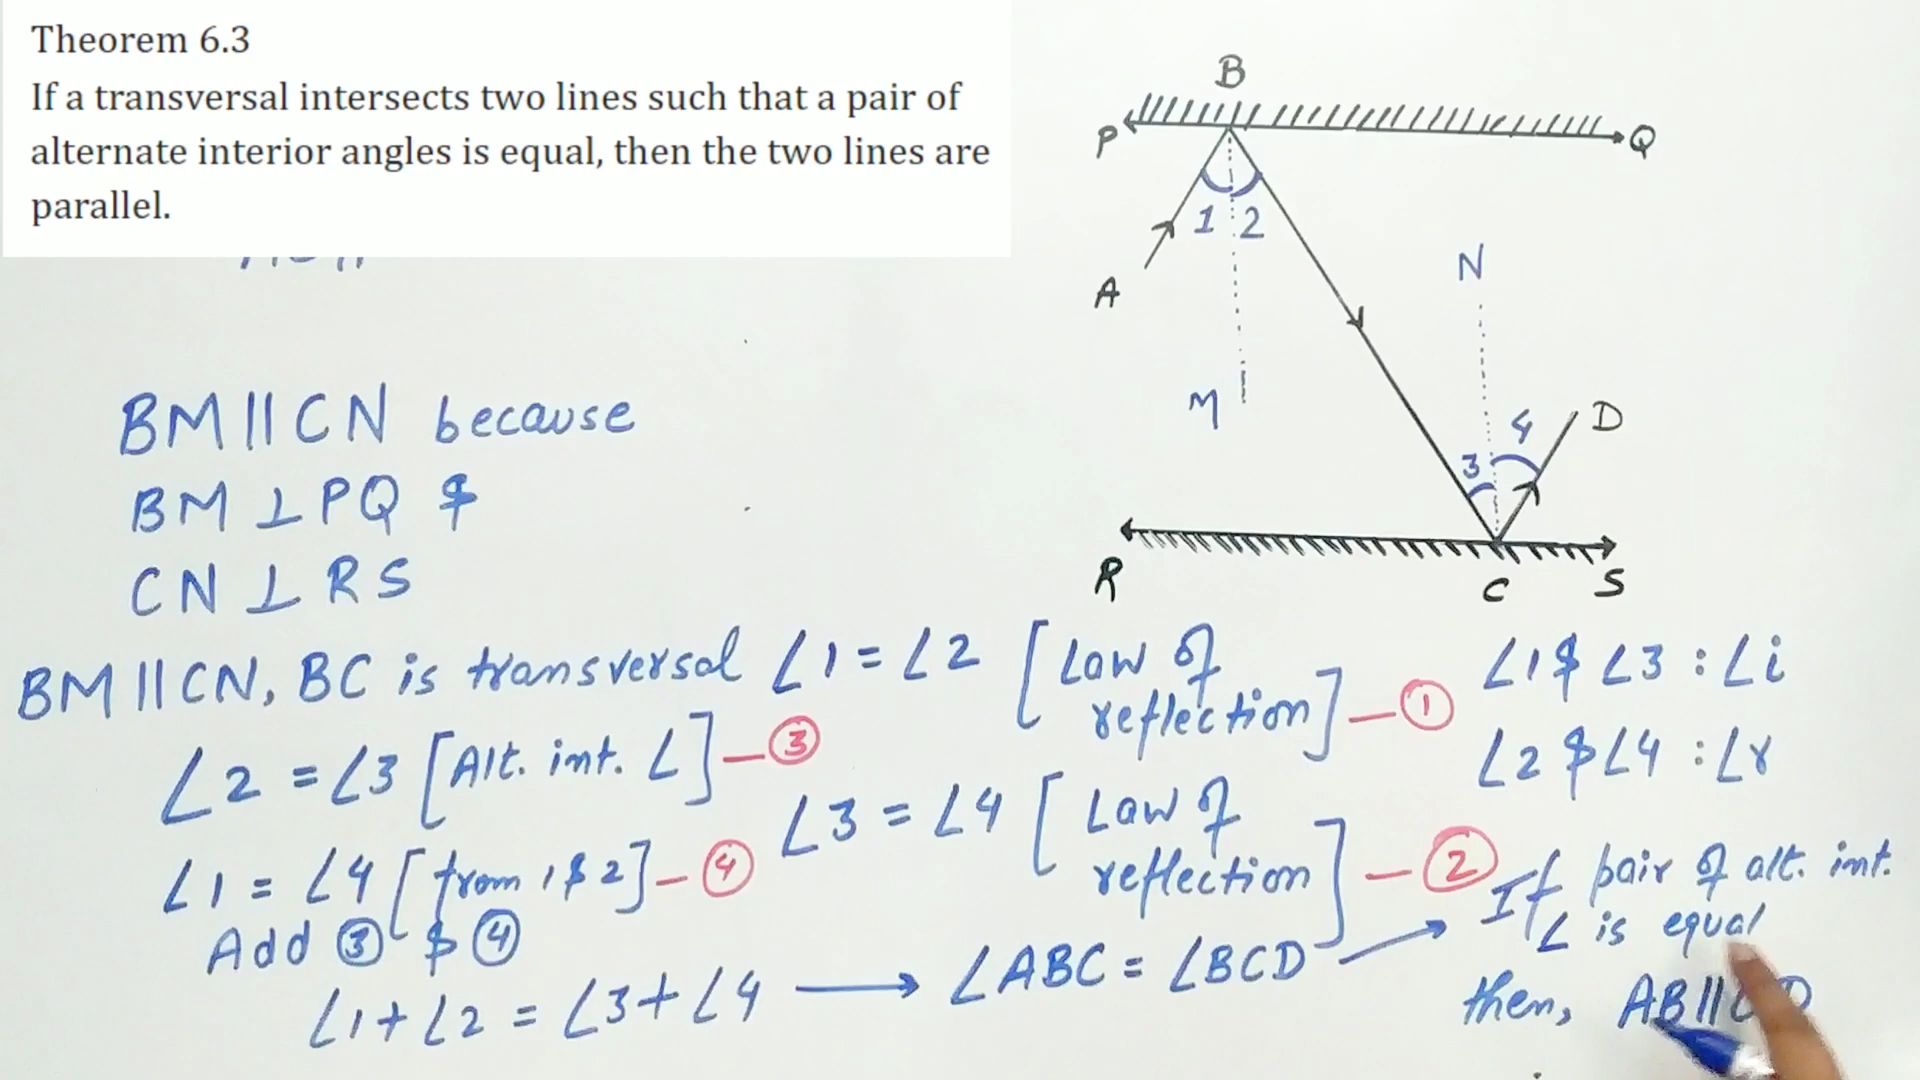 Theorem 6.3
If a transversal intersects two lines such that a pair of
alternate interior angles is equal, then the two lines are
parallel.
B
P Q
1 2
A
N
M
4 D
3
R C S
BM || CN because
BM ⊥ PQ &
CN ⊥ RS
BM || CN, BC is transversal
∠2 = ∠3 [Alt. int. ∠] — ③
∠1 = ∠4 [from 1 & 2] — ④
Add ③ & ④
∠1 + ∠2 = ∠3 + ∠4 → ∠ABC = ∠BCD →
∠1 = ∠2 [Law of
reflection] — ①
∠3 = ∠4 [Law of
reflection] — ②
∠1 & ∠3 : ∠i
∠2 & ∠4 : ∠r
If pair of alt. int.
∠ is equal
then, AB || CD